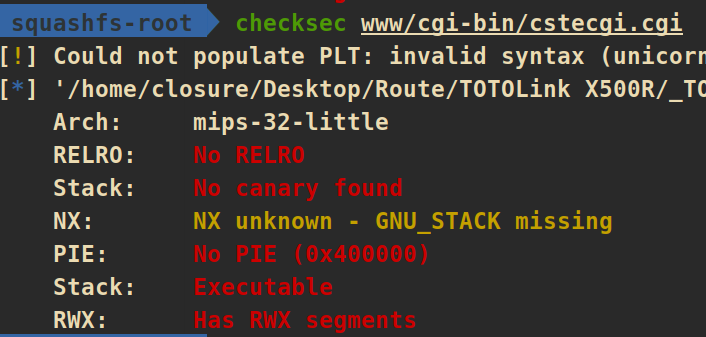 squashfs-root checksec www/cgi-bin/cstecgi.cgi
[!] Could not populate PLT: invalid syntax (unicorn
[*] '/home/closure/Desktop/Route/TOTOLink X500R/_TO
Arch: mips-32-little
RELRO: No RELRO
Stack: No canary found
NX: NX unknown - GNU_STACK missing
PIE: No PIE (0x400000)
Stack: Executable
RWX: Has RWX segments